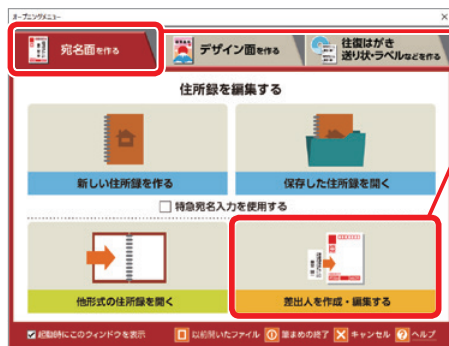 オープニングメニュー
宛名面を作る
デザイン面を作る
往復はがき
送り状・ラベルなどを作る
住所録を編集する
新しい住所録を作る
保存した住所録を開く
特急宛名入力を使用する
他形式の住所録を開く
差出人を作成・編集する
起動時にこのウィンドウを表示
以前開いたファイル
筆まめの終了
キャンセル
ヘルプ